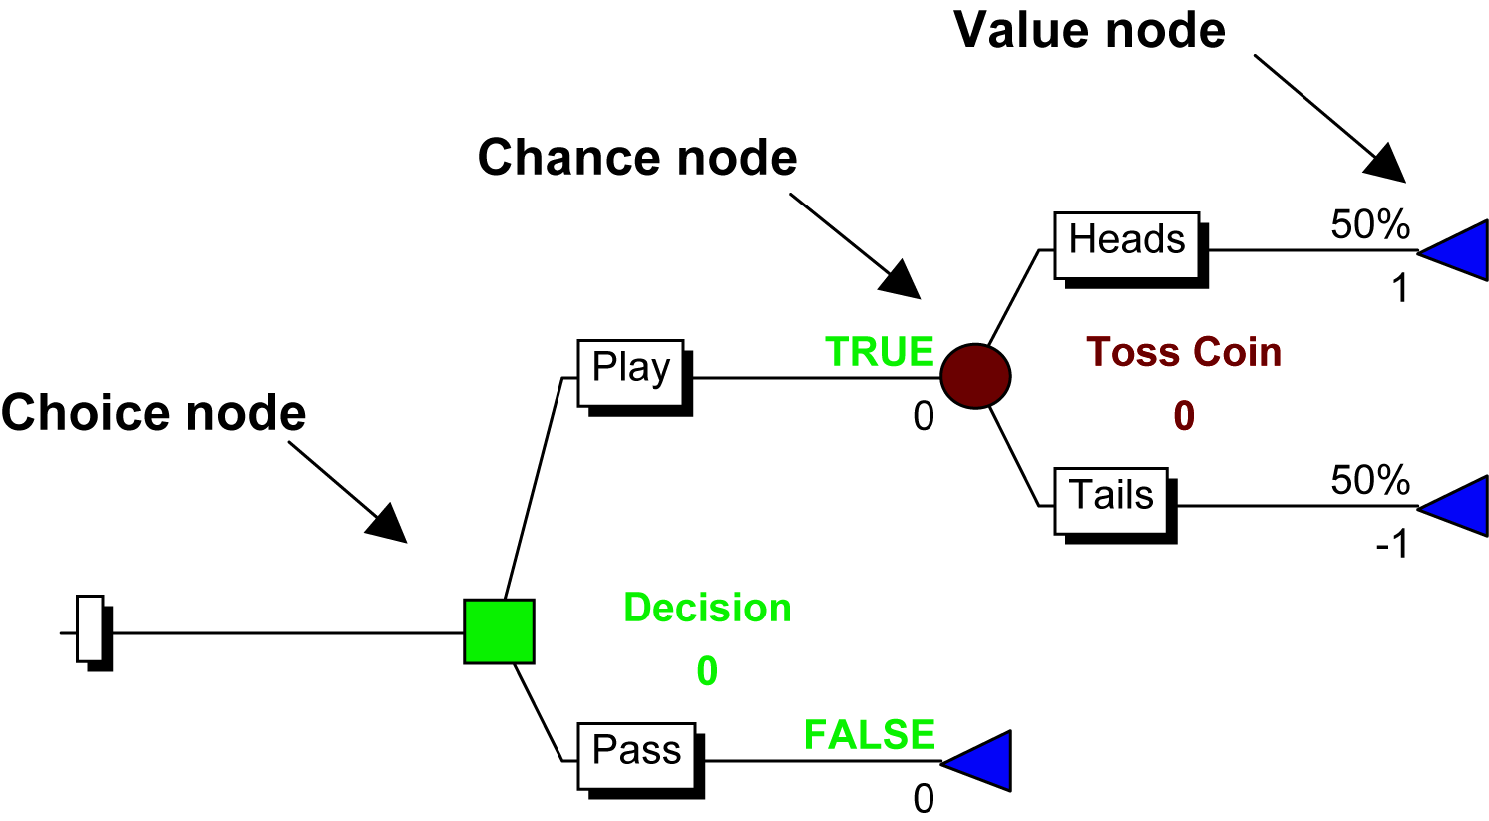 Value node
Chance node
50%
Heads
1
TRUE
Toss Coin
Play
0
0
Choice node
50%
Tails
-1
Decision
0
FALSE
Pass
0